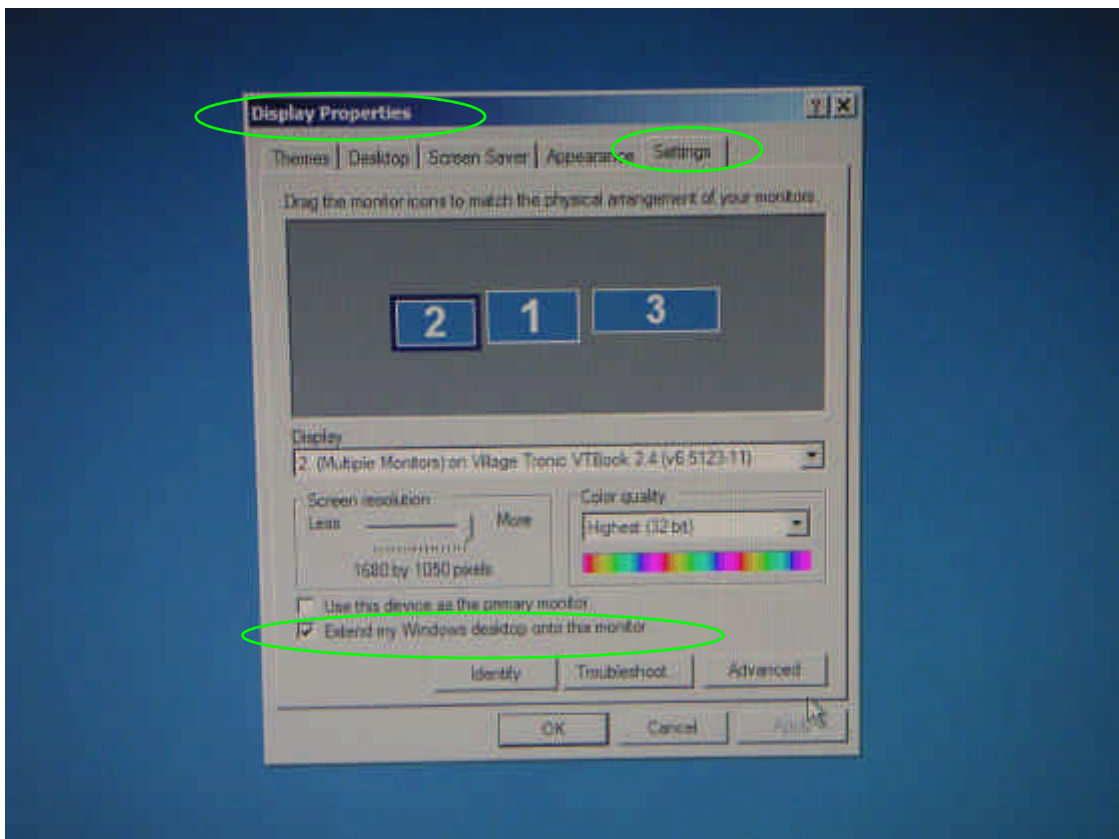 Display Properties
Themes Desktop Screen Saver Appearance Settings
Drag the monitor icons to match the physical arrangement of your monitors.
2 1 3
Display
2. (Multiple Monitors) on Village Tronic VTBook 2.4 (v6.5123-11)
Screen resolution Color quality
Less More Highest (32 bit)
1680 by 1050 pixels
Use this device as the primary monitor.
Extend my Windows desktop onto this monitor.
Identify Troubleshoot... Advanced
OK Cancel Apply